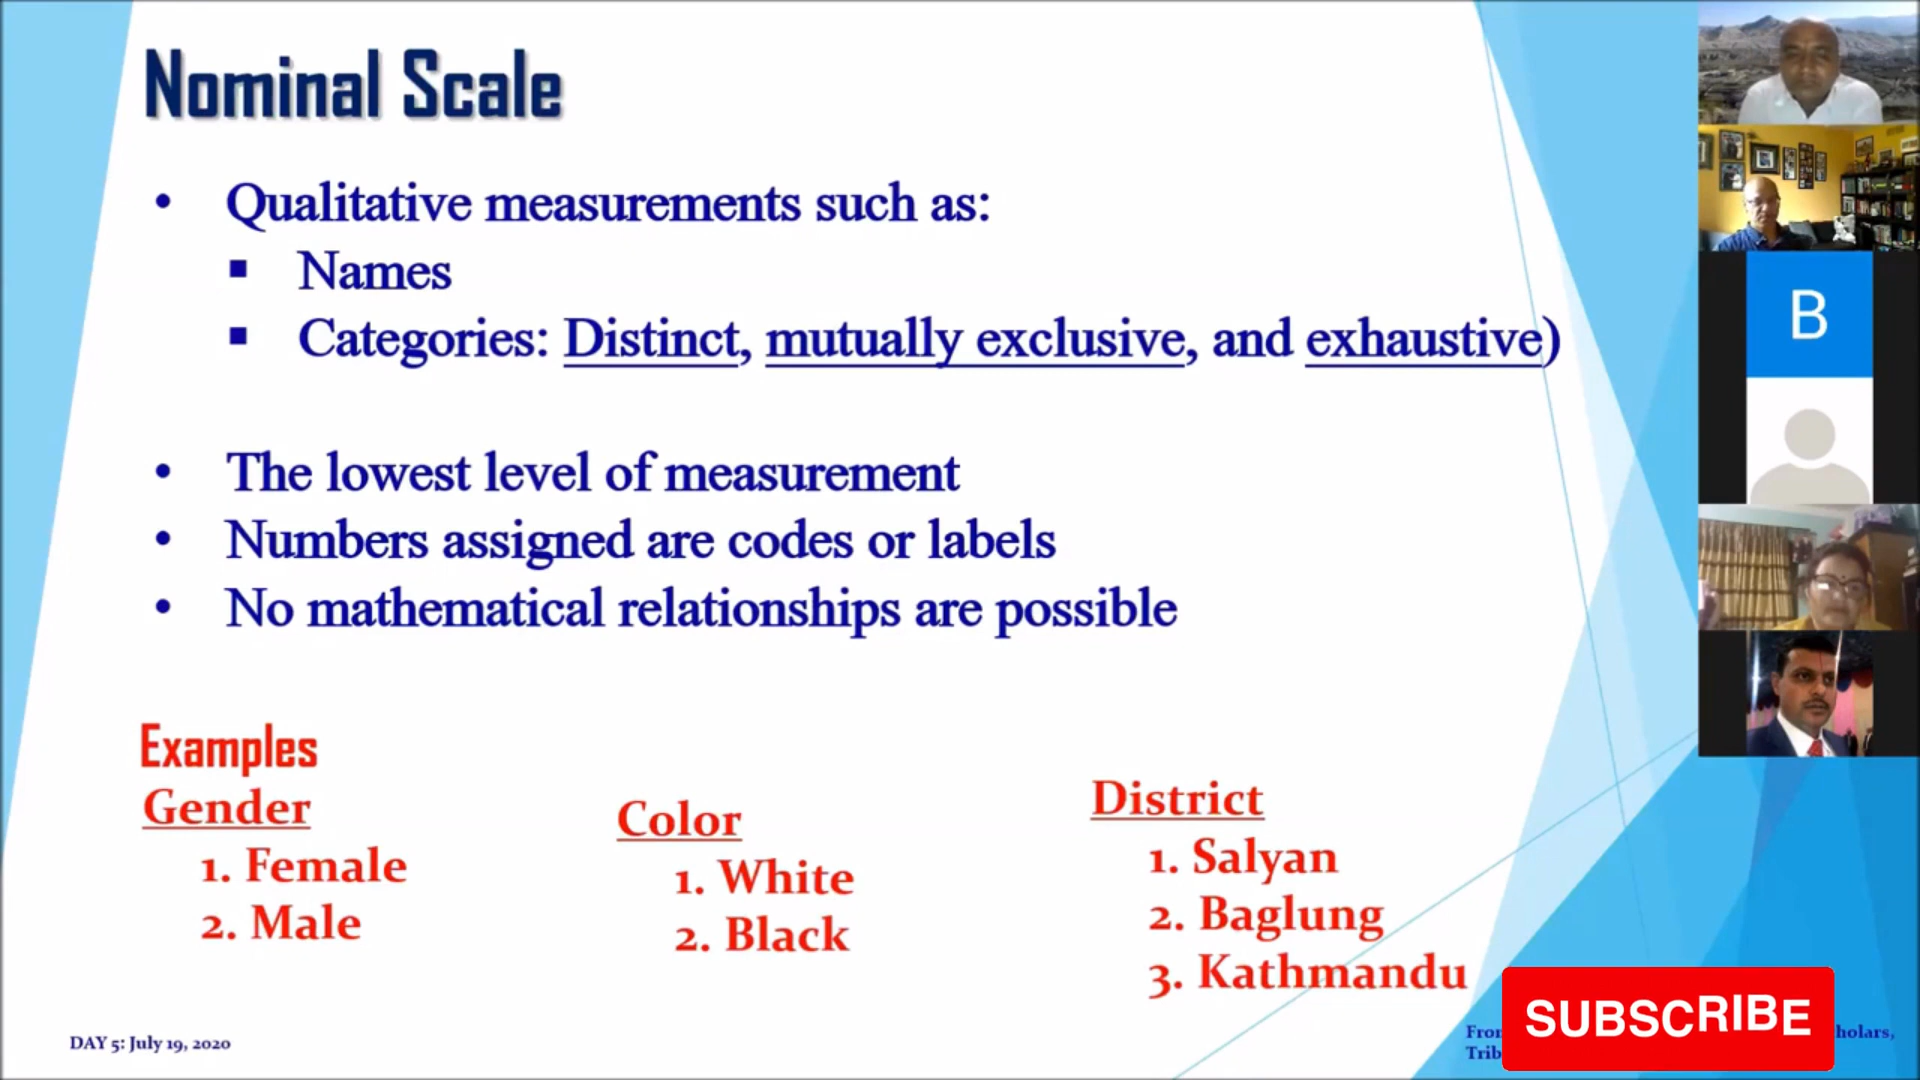 Nominal Scale
• Qualitative measurements such as:
▪ Names
▪ Categories: Distinct, mutually exclusive, and exhaustive)
• The lowest level of measurement
• Numbers assigned are codes or labels
• No mathematical relationships are possible
Examples
Gender
1. Female
2. Male
Color
1. White
2. Black
District
1. Salyan
2. Baglung
3. Kathmandu
DAY 5: July 19, 2020
SUBSCRIBE
B